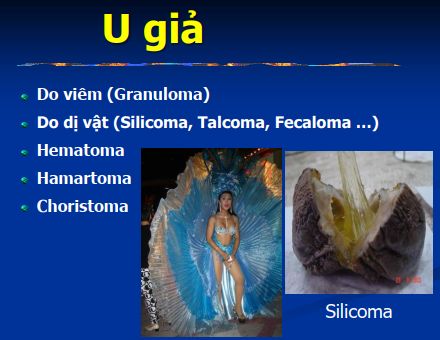 U giả
Do viêm (Granuloma)
Do dị vật (Silicoma, Talcoma, Fecaloma …)
Hematoma
Hamartoma
Choristoma
Silicoma